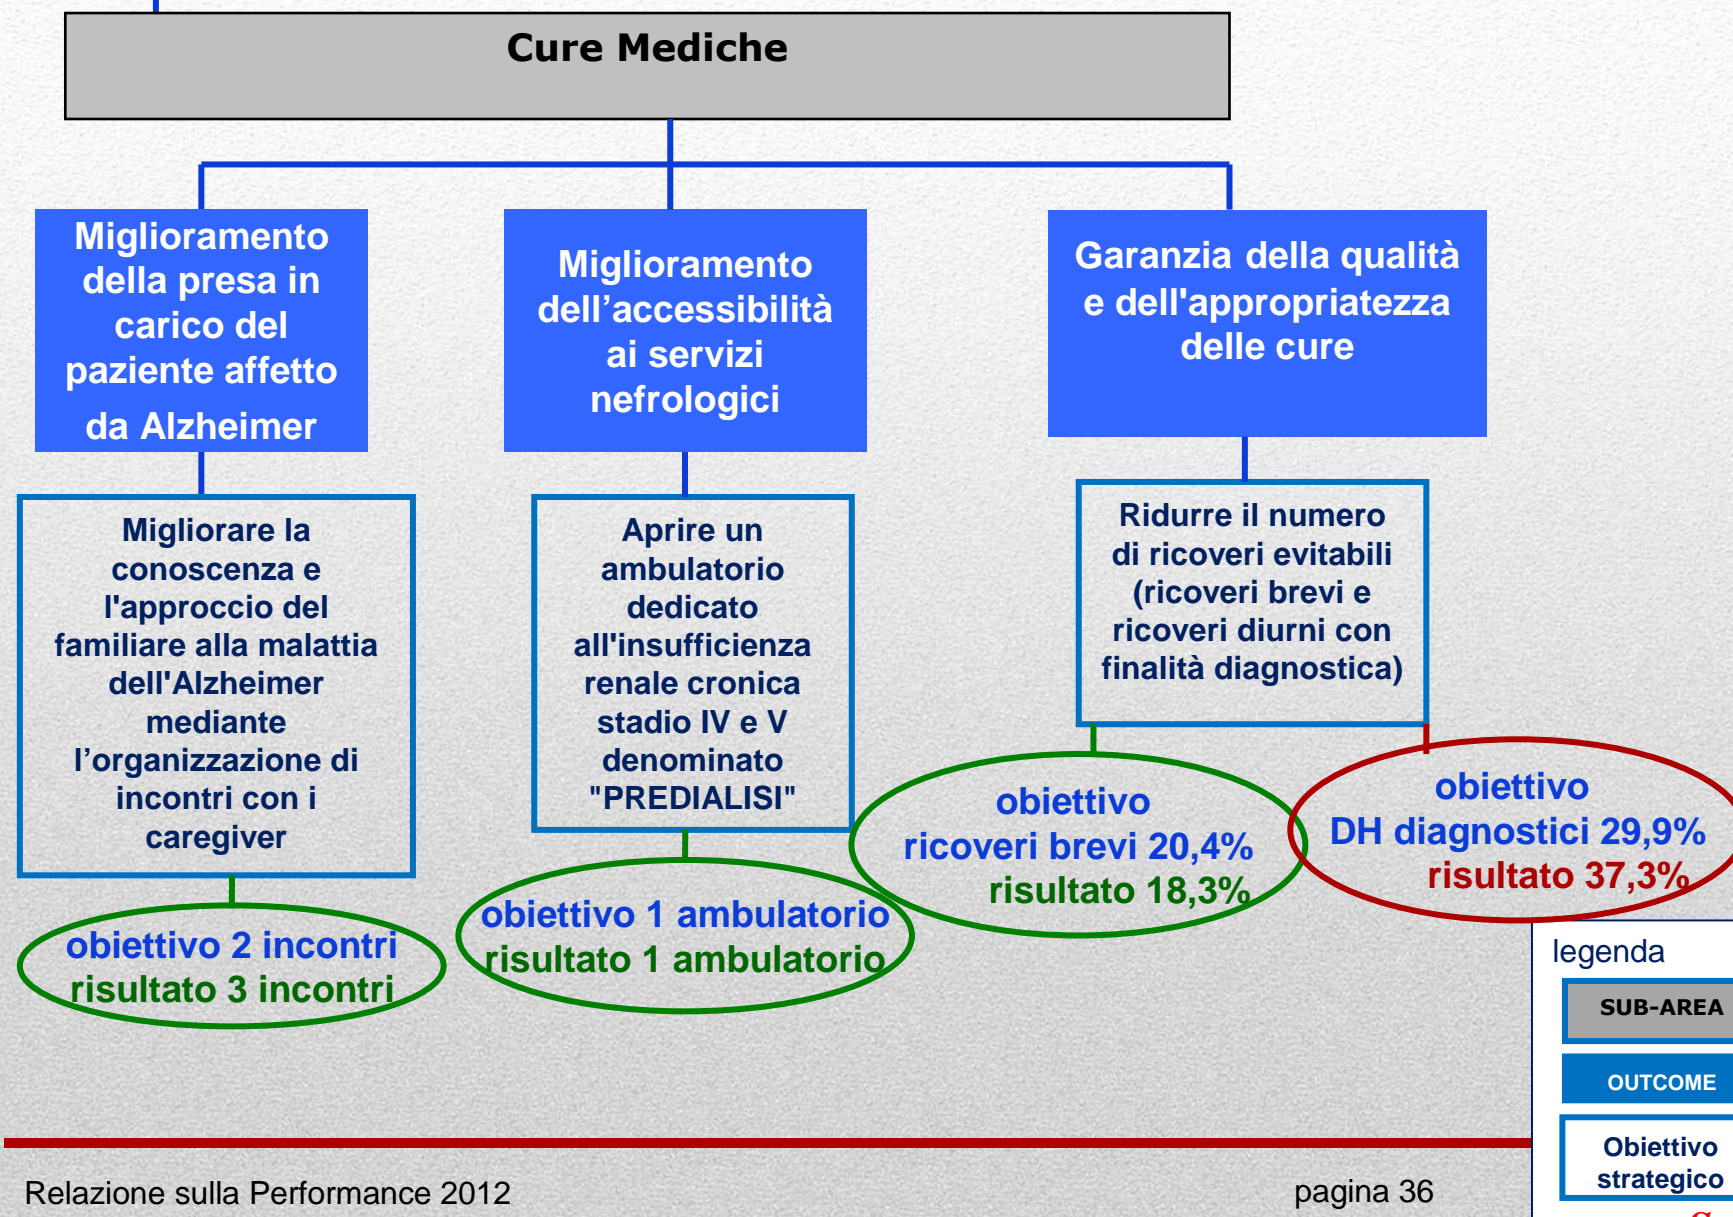 Cure Mediche
Miglioramento
della presa in
carico del
paziente affetto
da Alzheimer
Miglioramento
dell’accessibilità
ai servizi
nefrologici
Garanzia della qualità
e dell'appropriatezza
delle cure
Migliorare la
conoscenza e
l'approccio del
familiare alla malattia
dell'Alzheimer
mediante
l’organizzazione di
incontri con i
caregiver
Aprire un
ambulatorio
dedicato
all'insufficienza
renale cronica
stadio IV e V
denominato
"PREDIALISI"
Ridurre il numero
di ricoveri evitabili
(ricoveri brevi e
ricoveri diurni con
finalità diagnostica)
obiettivo 2 incontri
risultato 3 incontri
obiettivo 1 ambulatorio
risultato 1 ambulatorio
obiettivo
ricoveri brevi 20,4%
risultato 18,3%
obiettivo
DH diagnostici 29,9%
risultato 37,3%
legenda
SUB-AREA
OUTCOME
Obiettivo
strategico
Relazione sulla Performance 2012
pagina 36